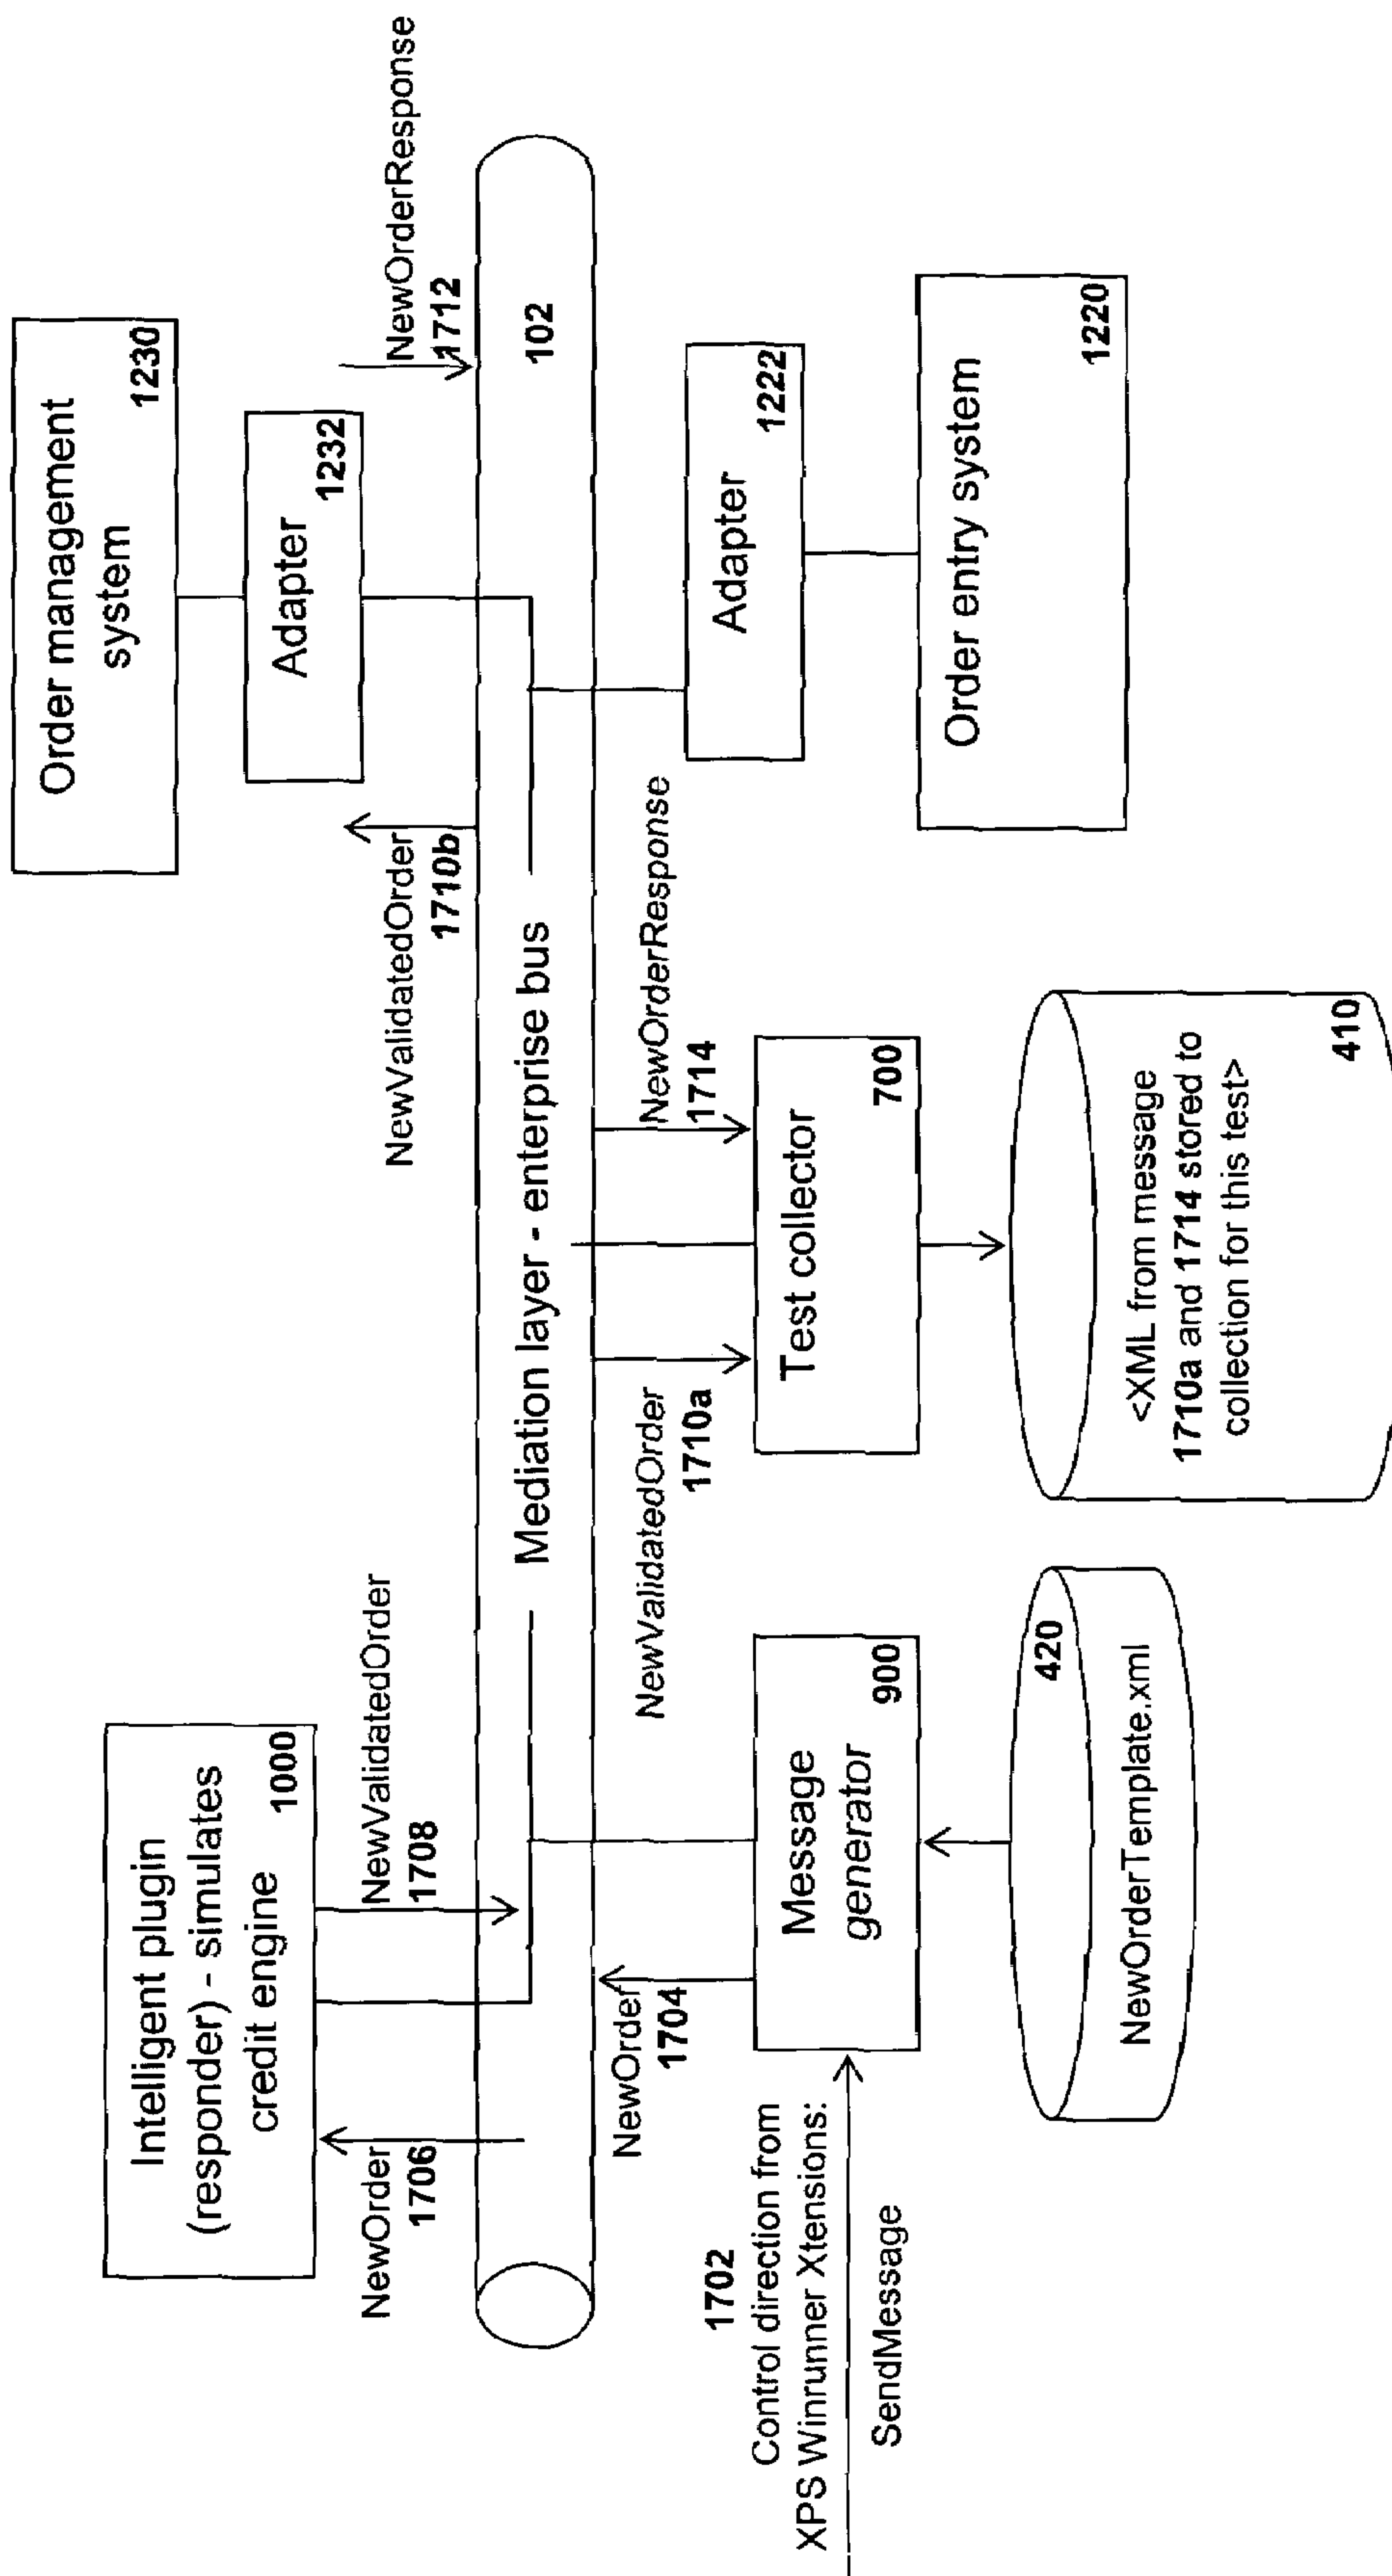 Intelligent plugin
(responder) - simulates
credit engine
1000
Order management
system
1230
Adapter
1232
NewOrder
1706
NewValidatedOrder
1708
NewValidatedOrder
1710b
NewOrderResponse
1712
Mediation layer - enterprise bus
102
NewOrder
1704
NewValidatedOrder
1710a
NewOrderResponse
1714
1702
Control direction from
XPS Winrunner Xtensions:
SendMessage
Message
generator
900
Test collector
700
Adapter
1222
Order entry system
1220
420
NewOrderTemplate.xml
<XML from message
1710a and 1714 stored to
collection for this test>
410